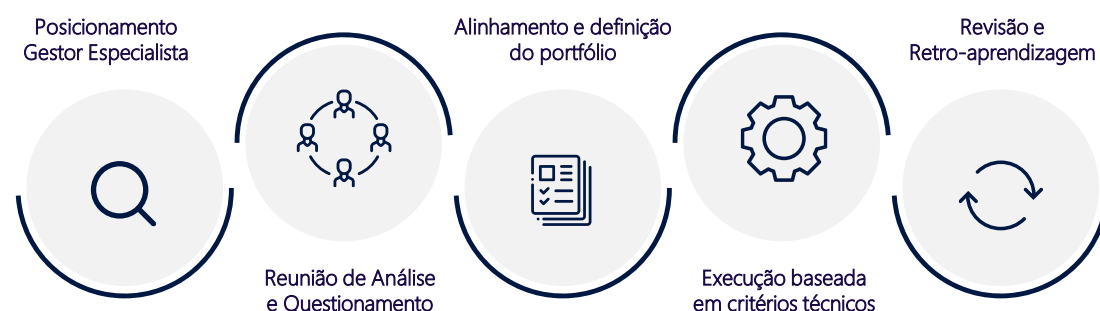 Posicionamento
Gestor Especialista
Reunião de Análise
e Questionamento
Alinhamento e definição
do portfólio
Execução baseada
em critérios técnicos
Revisão e
Retro-aprendizagem